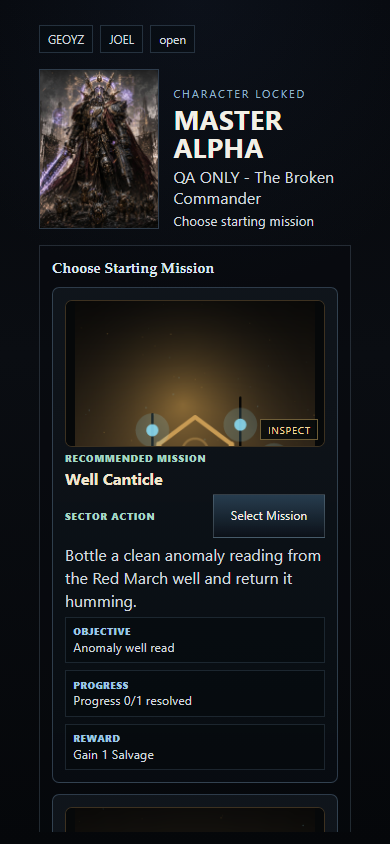 GEOYZ JOEL open
CHARACTER LOCKED
MASTER
ALPHA
QA ONLY - The Broken
Commander
Choose starting mission
Choose Starting Mission
INSPECT
RECOMMENDED MISSION
Well Canticle
SECTOR ACTION Select Mission
Bottle a clean anomaly reading from
the Red March well and return it
humming.
OBJECTIVE
Anomaly well read
PROGRESS
Progress 0/1 resolved
REWARD
Gain 1 Salvage